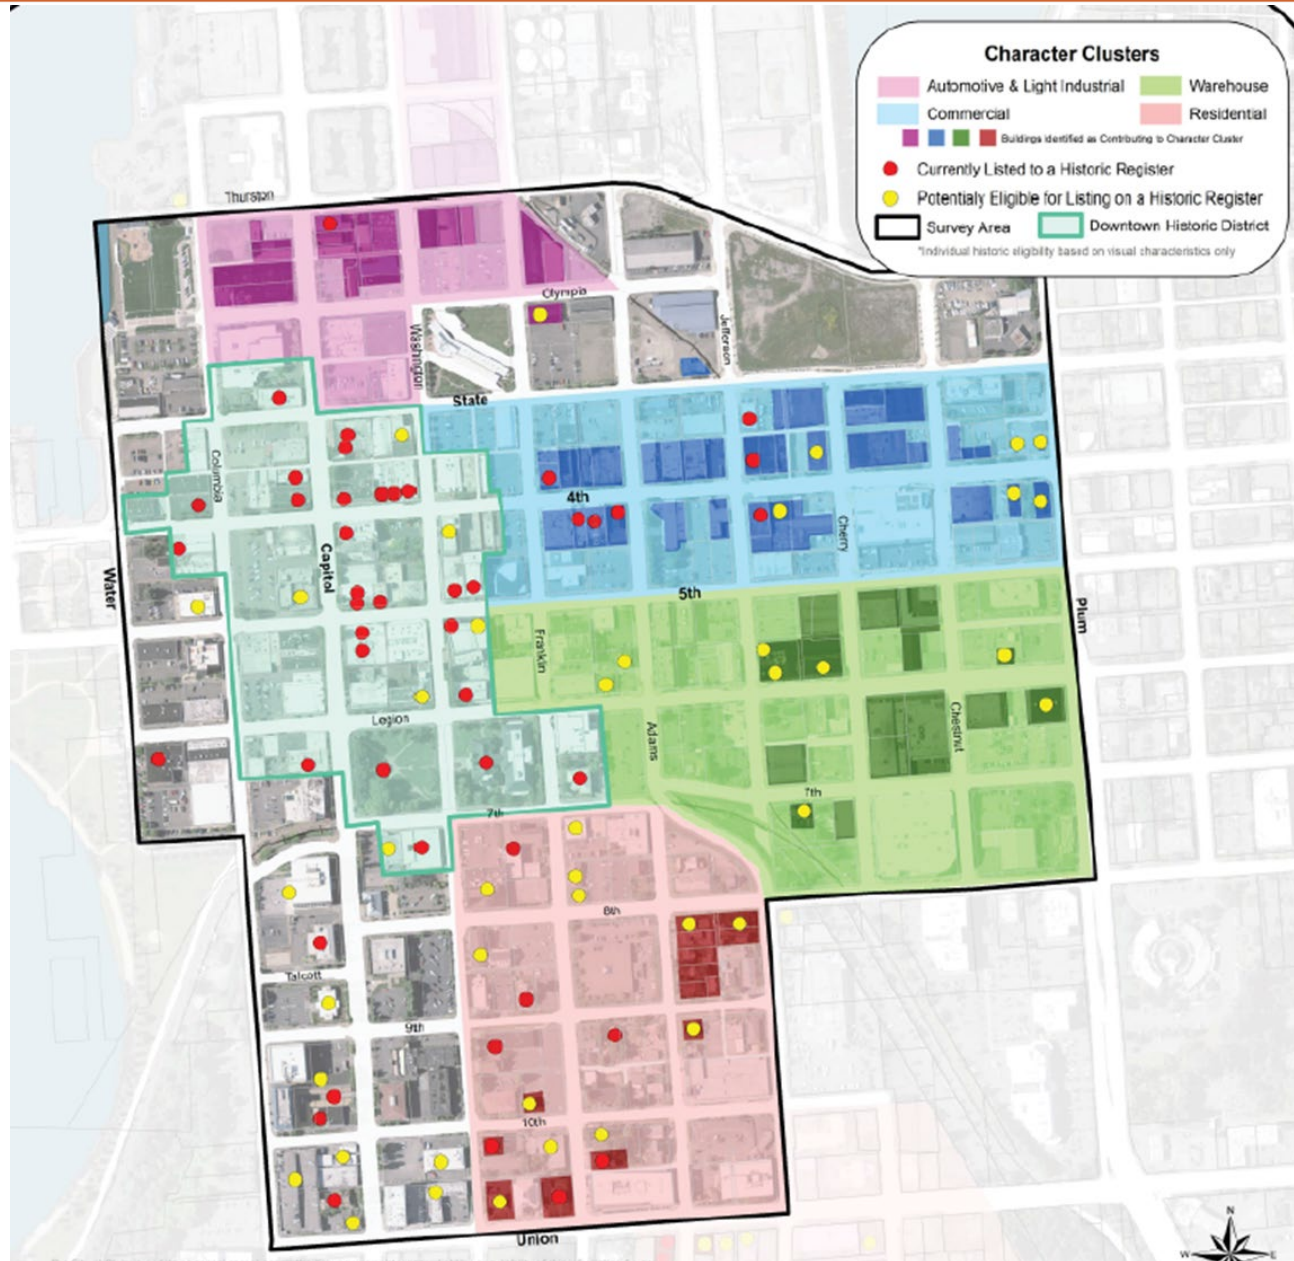 Character Clusters
Automotive & Light Industrial
Warehouse
Commercial
Residential
Buildings identified as Contributing to Character Cluster
Currently Listed to a Historic Register
Potentialy Eligible for Listing on a Historic Register
Survey Area
Downtown Historic District
*Individual historic eligibility based on visual characteristics only
Thurston
Olympia
Washington
Jefferson
State
Columbia
4th
Cherry
Capitol
Water
5th
Plum
Franklin
Legion
Adams
Chestnut
7th
7th
8th
Talcott
9th
10th
Union
N
W
E